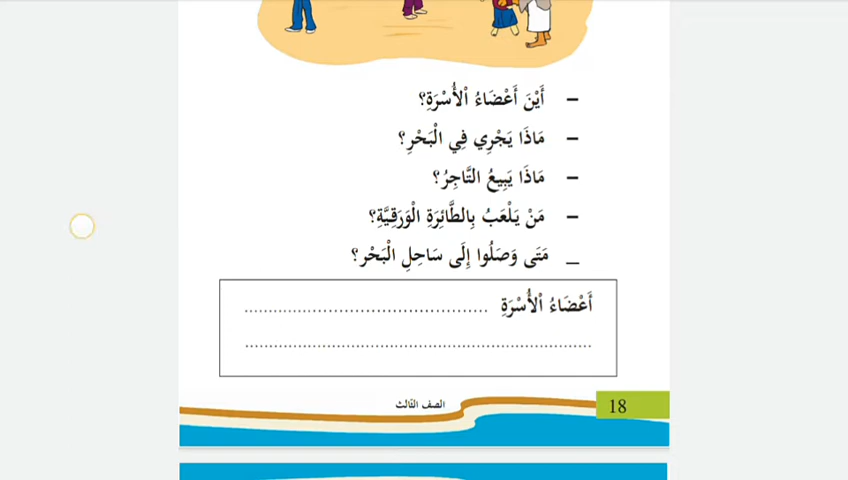 – أَيْنَ أَعْضَاءُ الْأُسْرَةِ؟
– مَاذَا يَجْرِي فِي الْبَحْرِ؟
– مَاذَا يَبِيعُ التَّاجِرُ؟
– مَنْ يَلْعَبُ بِالطَّائِرَةِ الْوَرَقِيَّةِ؟
_ مَتَى وَصَلُوا إِلَى سَاحِلِ الْبَحْر؟
أَعْضَاءُ الْأُسْرَةِ ..............................................
..................................................................
الصف الثالث
18